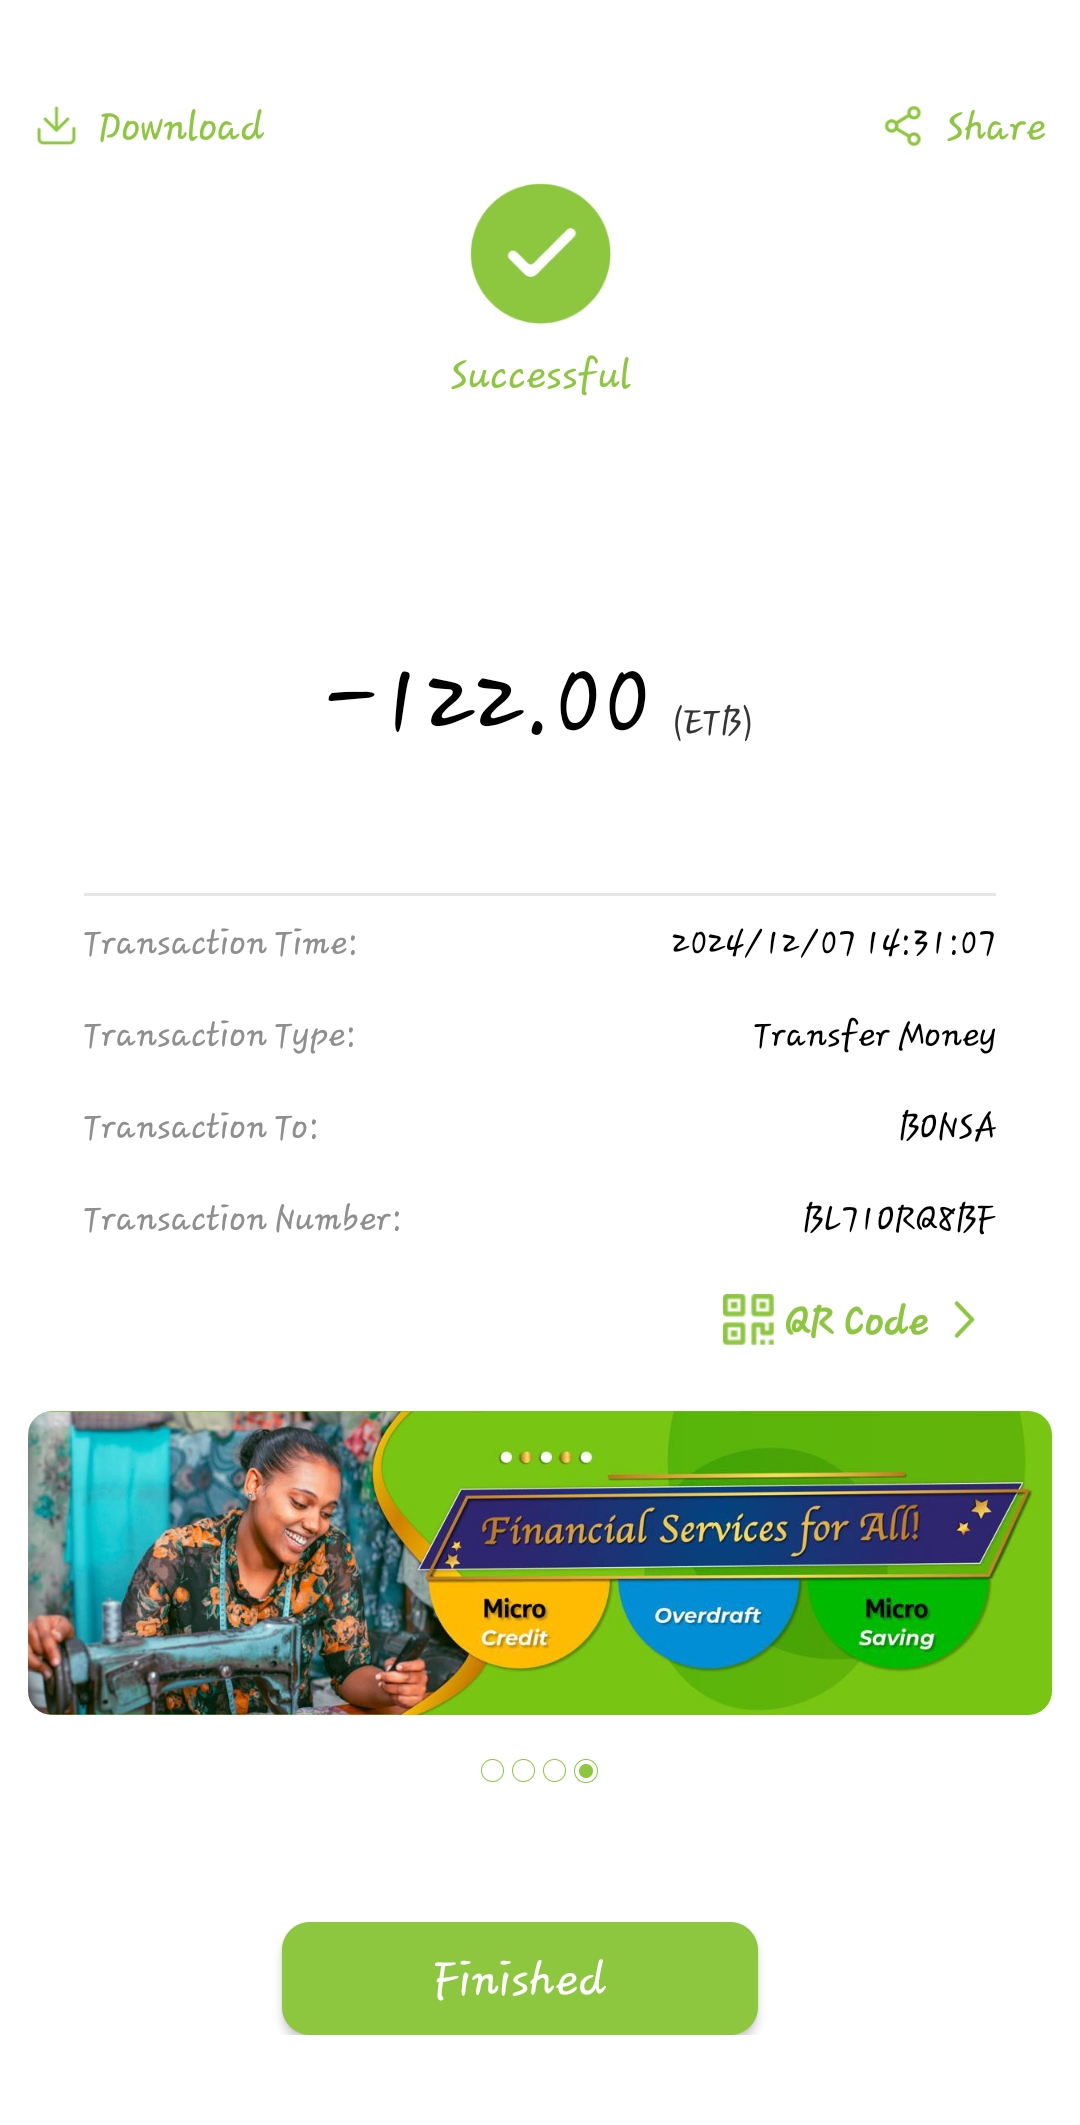 Download
Share
Successful
-122.00 (ETB)
Transaction Time: 2024/12/07 14:31:07
Transaction Type: Transfer Money
Transaction To: BONSA
Transaction Number: BL710RQ8BF
QR Code
Financial Services for All!
Micro Credit
Overdraft
Micro Saving
Finished